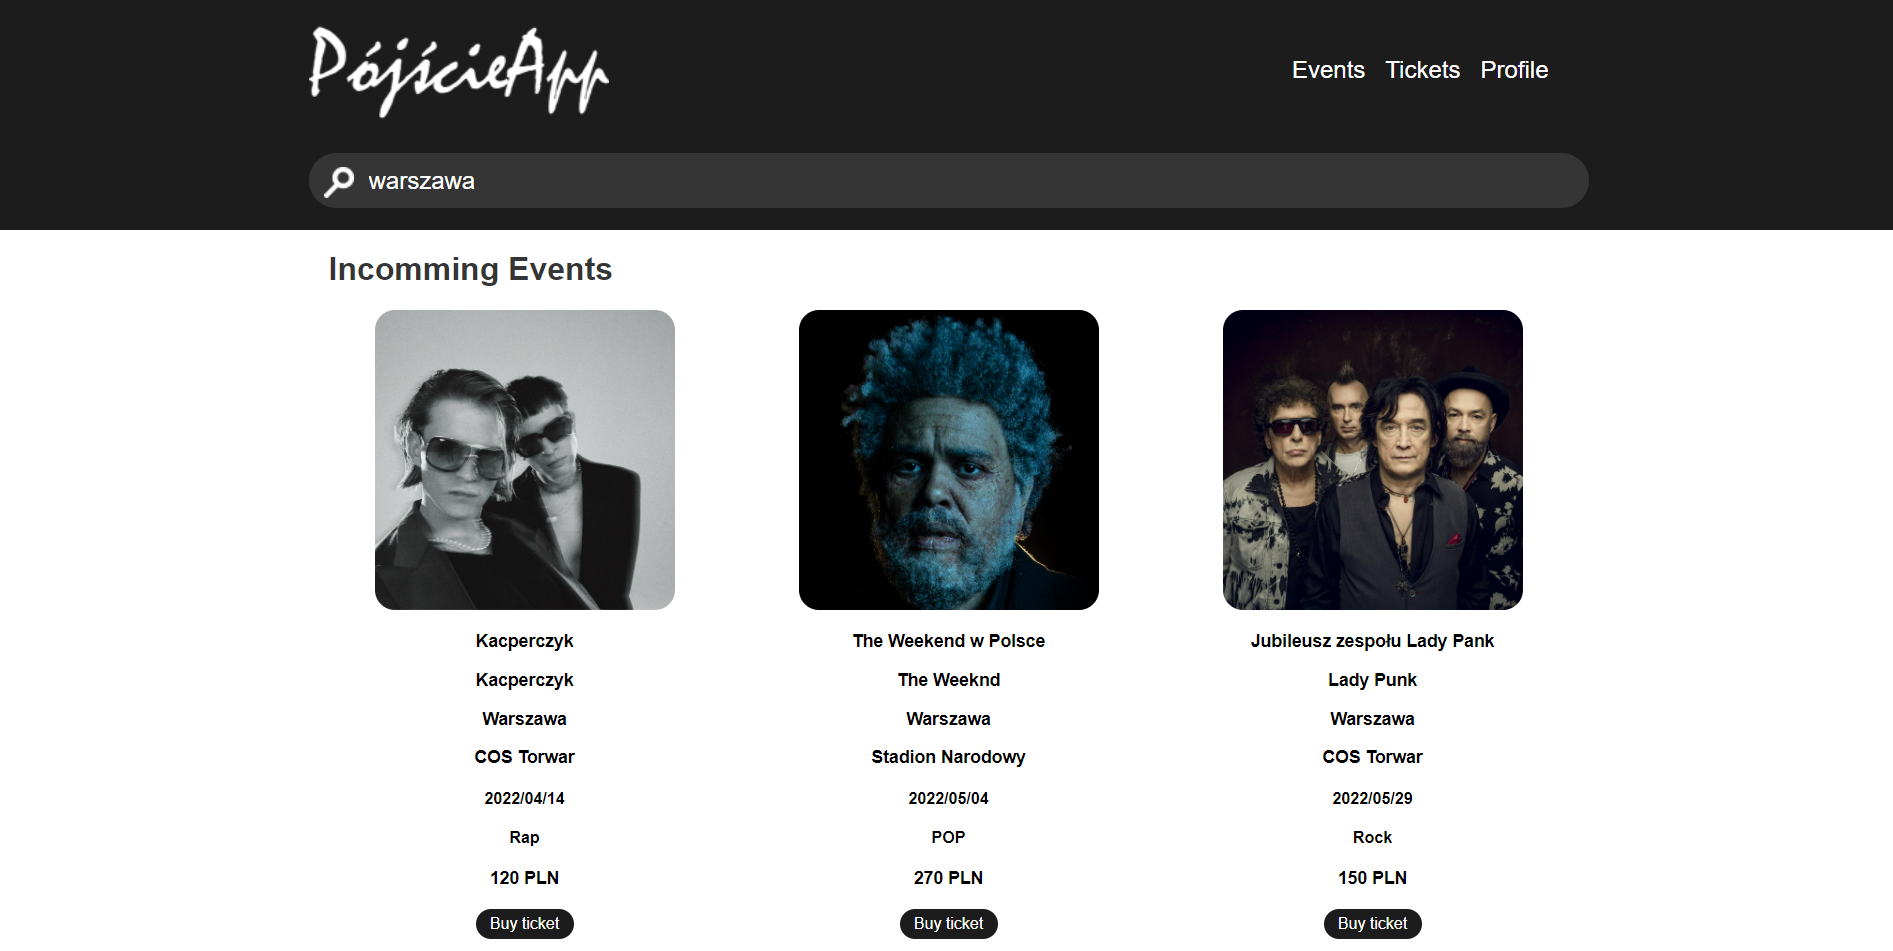 PójścieApp
Events Tickets Profile
warszawa
Incomming Events
Kacperczyk
Kacperczyk
Warszawa
COS Torwar
2022/04/14
Rap
120 PLN
Buy ticket
The Weekend w Polsce
The Weeknd
Warszawa
Stadion Narodowy
2022/05/04
POP
270 PLN
Buy ticket
Jubileusz zespołu Lady Pank
Lady Punk
Warszawa
COS Torwar
2022/05/29
Rock
150 PLN
Buy ticket